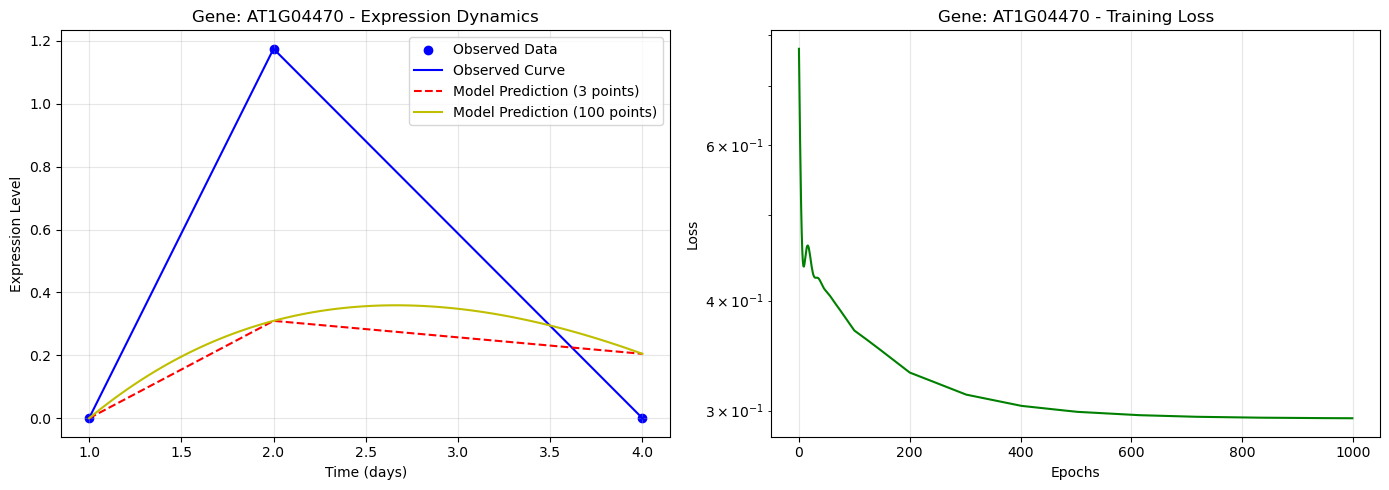 Gene: AT1G04470 - Expression Dynamics
Expression Level
1.2
1.0
0.8
0.6
0.4
0.2
0.0
Observed Data
Observed Curve
Model Prediction (3 points)
Model Prediction (100 points)
1.0 1.5 2.0 2.5 3.0 3.5 4.0
Time (days)
Gene: AT1G04470 - Training Loss
Loss
6 × 10⁻¹
4 × 10⁻¹
3 × 10⁻¹
0 200 400 600 800 1000
Epochs